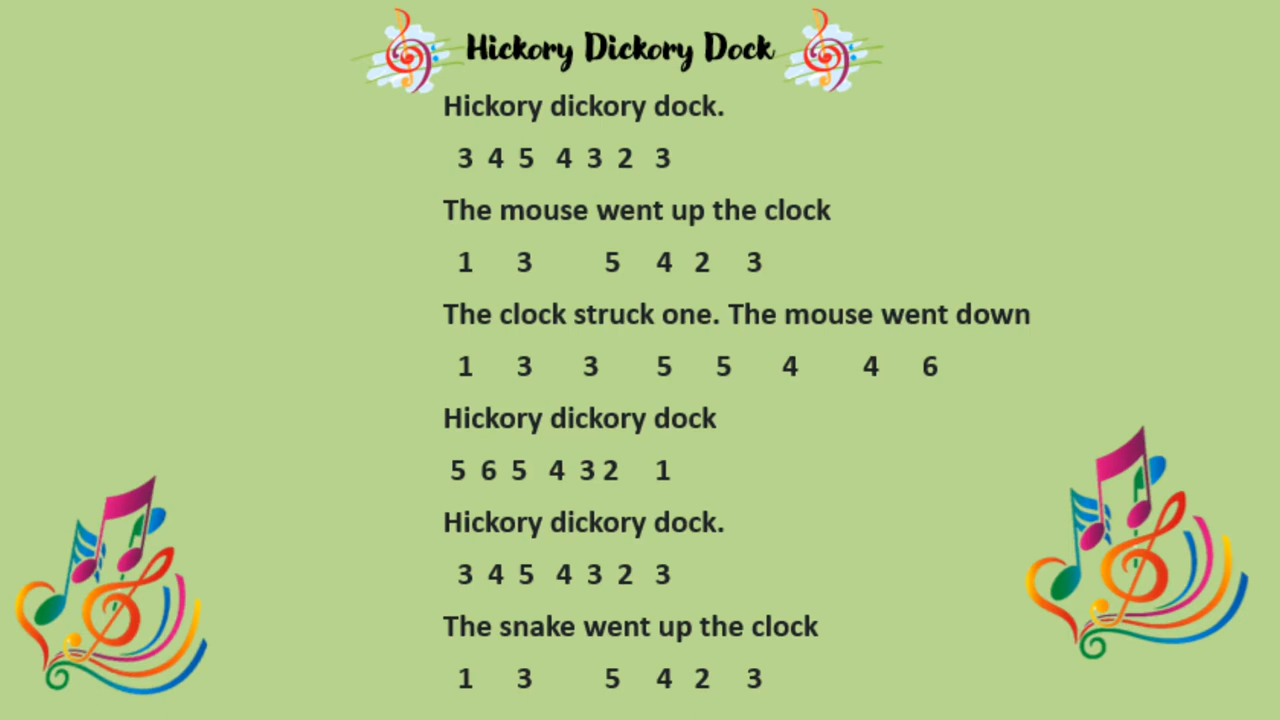 Hickory Dickory Dock
Hickory dickory dock.
3 4 5 4 3 2 3
The mouse went up the clock
1 3 5 4 2 3
The clock struck one. The mouse went down
1 3 3 5 5 4 4 6
Hickory dickory dock
5 6 5 4 3 2 1
Hickory dickory dock.
3 4 5 4 3 2 3
The snake went up the clock
1 3 5 4 2 3